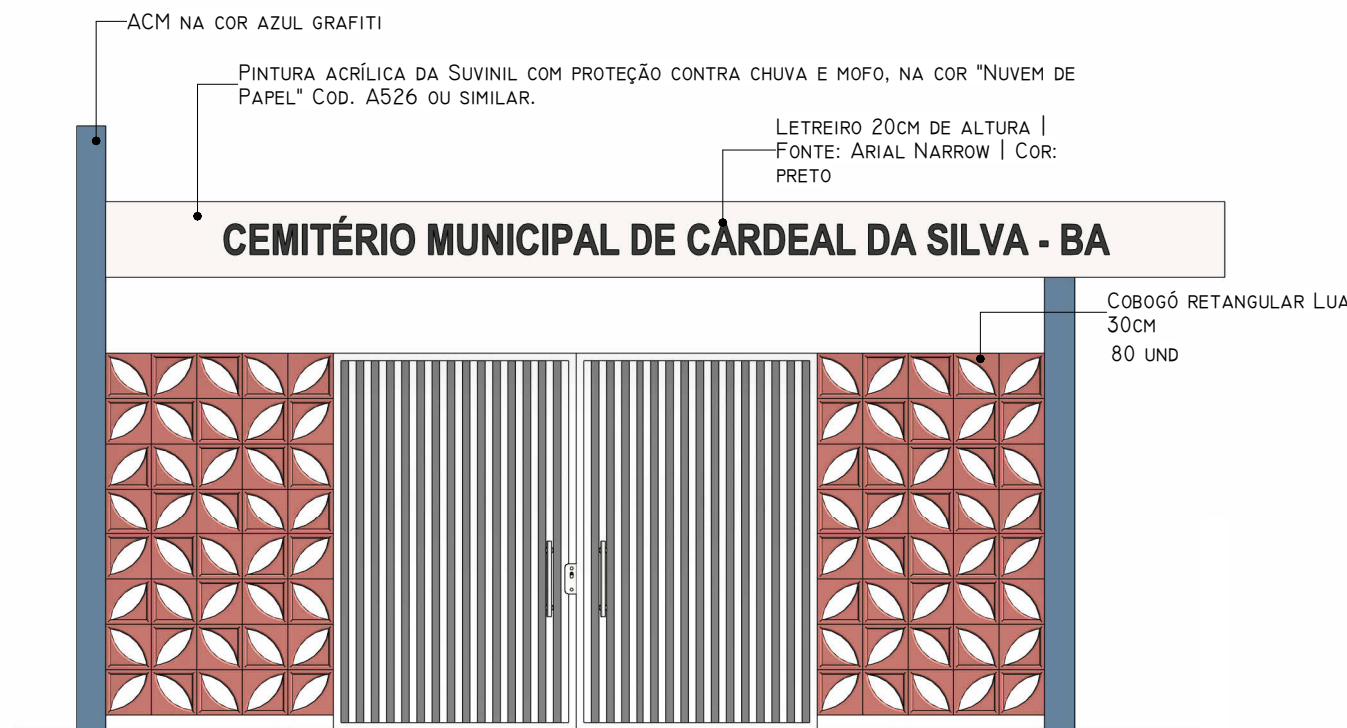 ACM NA COR AZUL GRAFITI
PINTURA ACRÍLICA DA SUVINIL COM PROTEÇÃO CONTRA CHUVA E MOFO, NA COR "NUVEM DE
PAPEL" COD. A526 OU SIMILAR.
LETREIRO 20CM DE ALTURA |
FONTE: ARIAL NARROW | COR:
PRETO
CEMITÉRIO MUNICIPAL DE CARDEAL DA SILVA - BA
COBOGÓ RETANGULAR LUA
30CM
80 UND